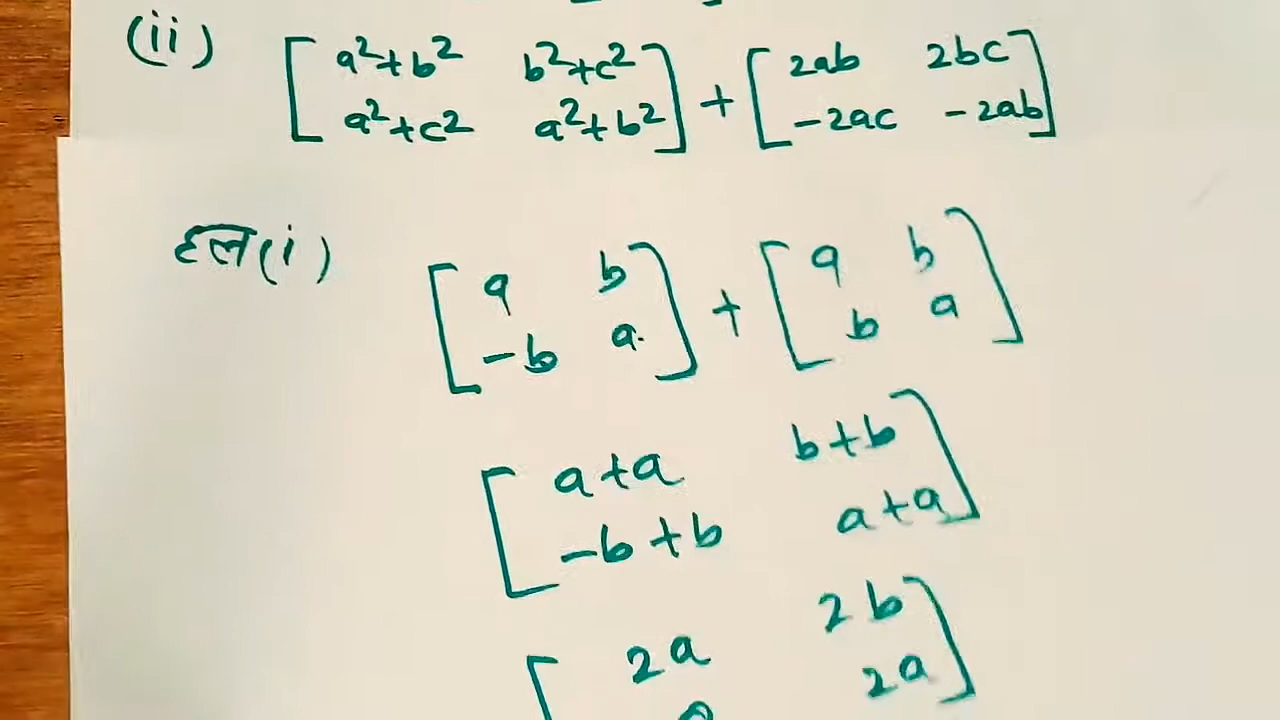 (ii) [ a²+b² b²+c² ] + [ 2ab 2bc ]
[ a²+c² a²+b² ] [ -2ac -2ab ]
हल (i) [ a b ] + [ a b ]
[ -b a ] [ b a ]
[ a+a b+b ]
[ -b+b a+a ]
[ 2a 2b ]
2a ]